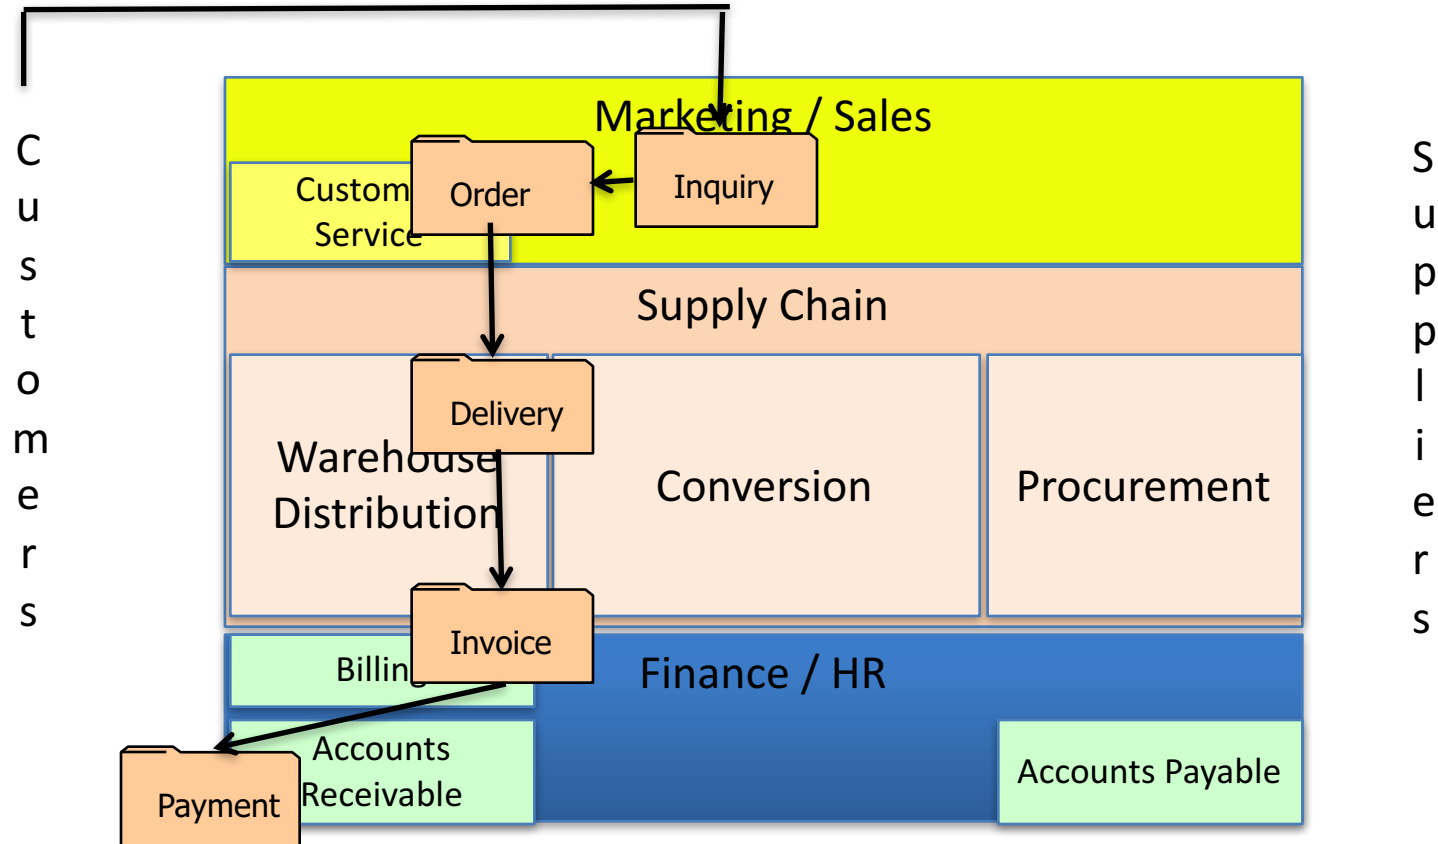 Marketing / Sales
Customers
Suppliers
Custom
Service
Order
Inquiry
Supply Chain
Delivery
Warehouse
Distribution
Conversion
Procurement
Invoice
Billing
Finance / HR
Accounts
Receivable
Payment
Accounts Payable